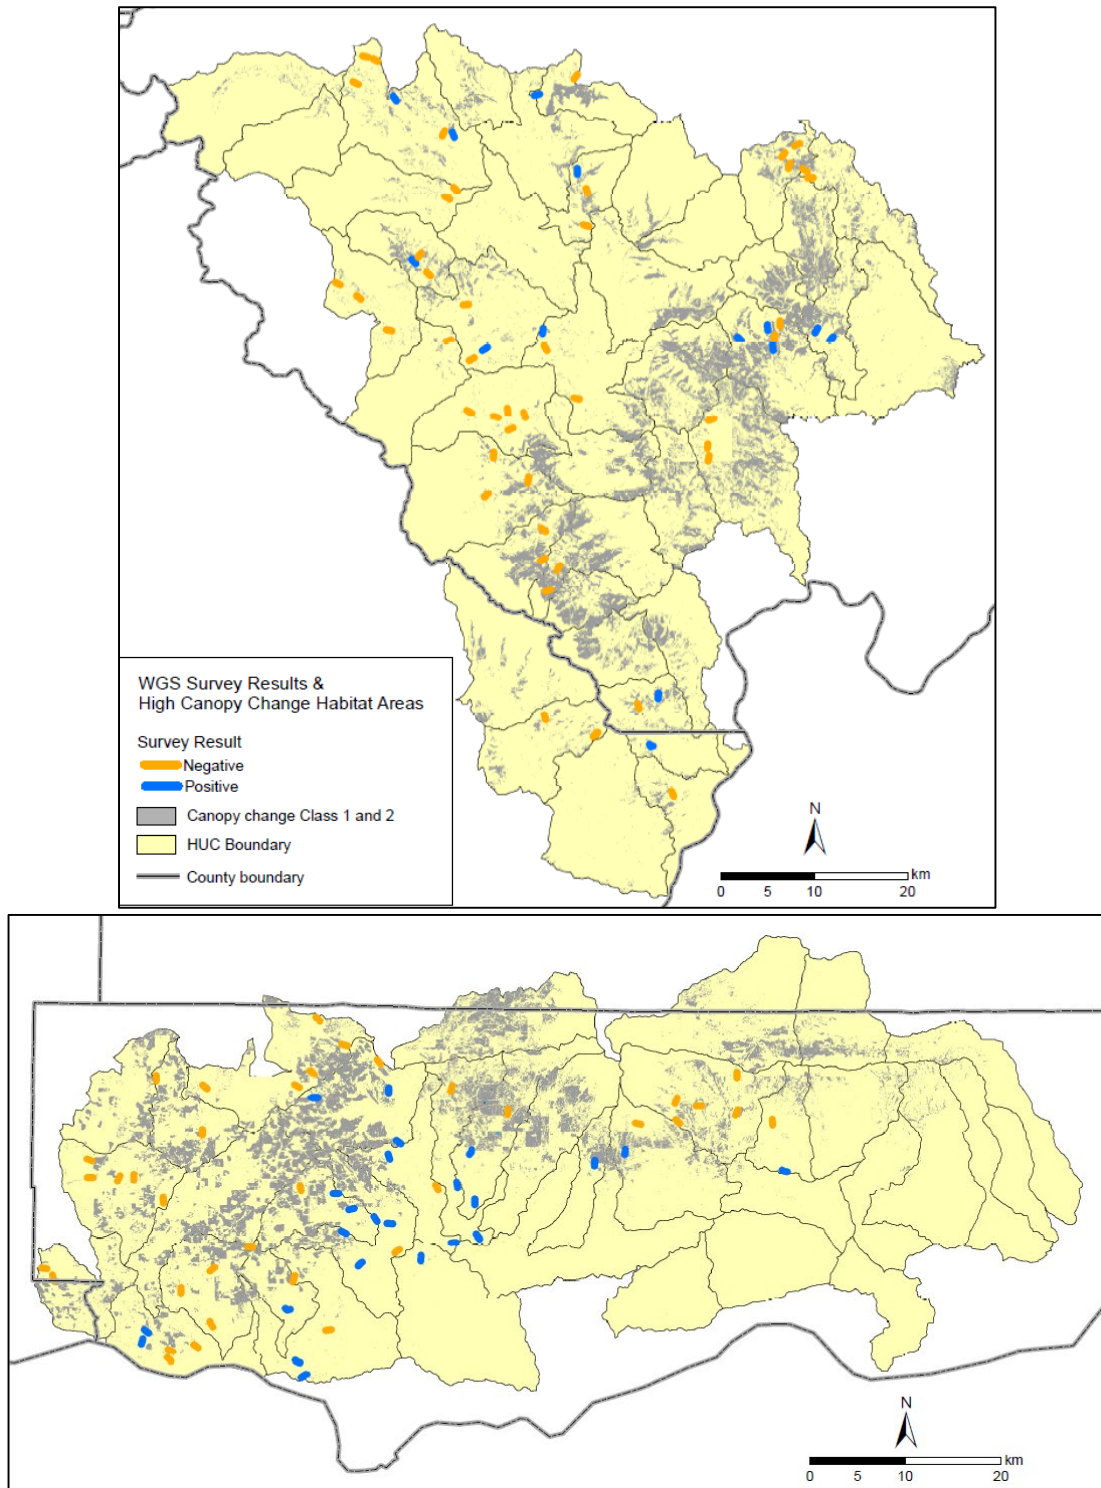 WGS Survey Results &
High Canopy Change Habitat Areas
Survey Result
Negative
Positive
Canopy change Class 1 and 2
HUC Boundary
County boundary
N
km
0 5 10 20
N
km
0 10 20